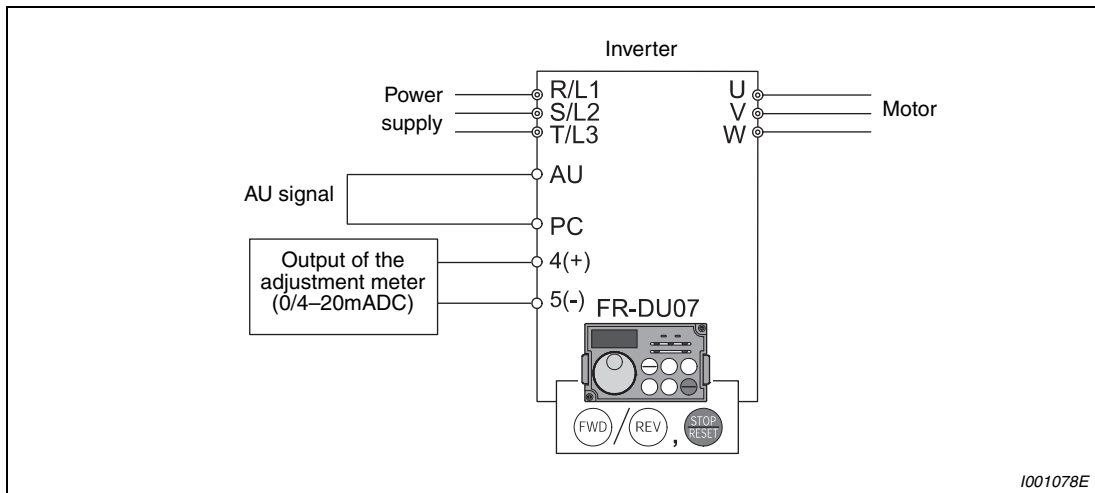 Inverter
Power
supply
R/L1
S/L2
T/L3
U
V
W
Motor
AU signal
AU
PC
Output of the
adjustment meter
(0/4–20mADC)
4(+)
5(-)
FR-DU07
FWD / REV , STOP
RESET
I001078E